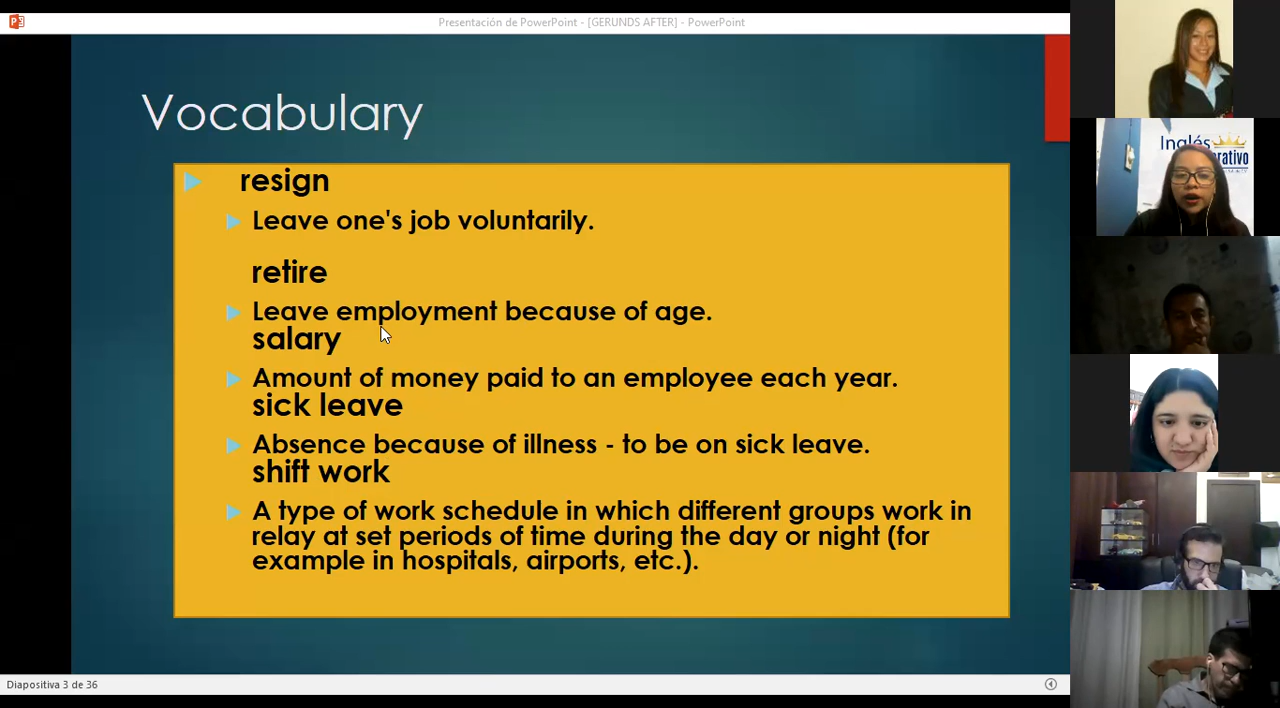 Presentación de PowerPoint - [GERUNDS AFTER] - PowerPoint
Vocabulary
resign
Leave one's job voluntarily.
retire
Leave employment because of age.
salary
Amount of money paid to an employee each year.
sick leave
Absence because of illness - to be on sick leave.
shift work
A type of work schedule in which different groups work in
relay at set periods of time during the day or night (for
example in hospitals, airports, etc.).
Diapositiva 3 de 36
Inglés